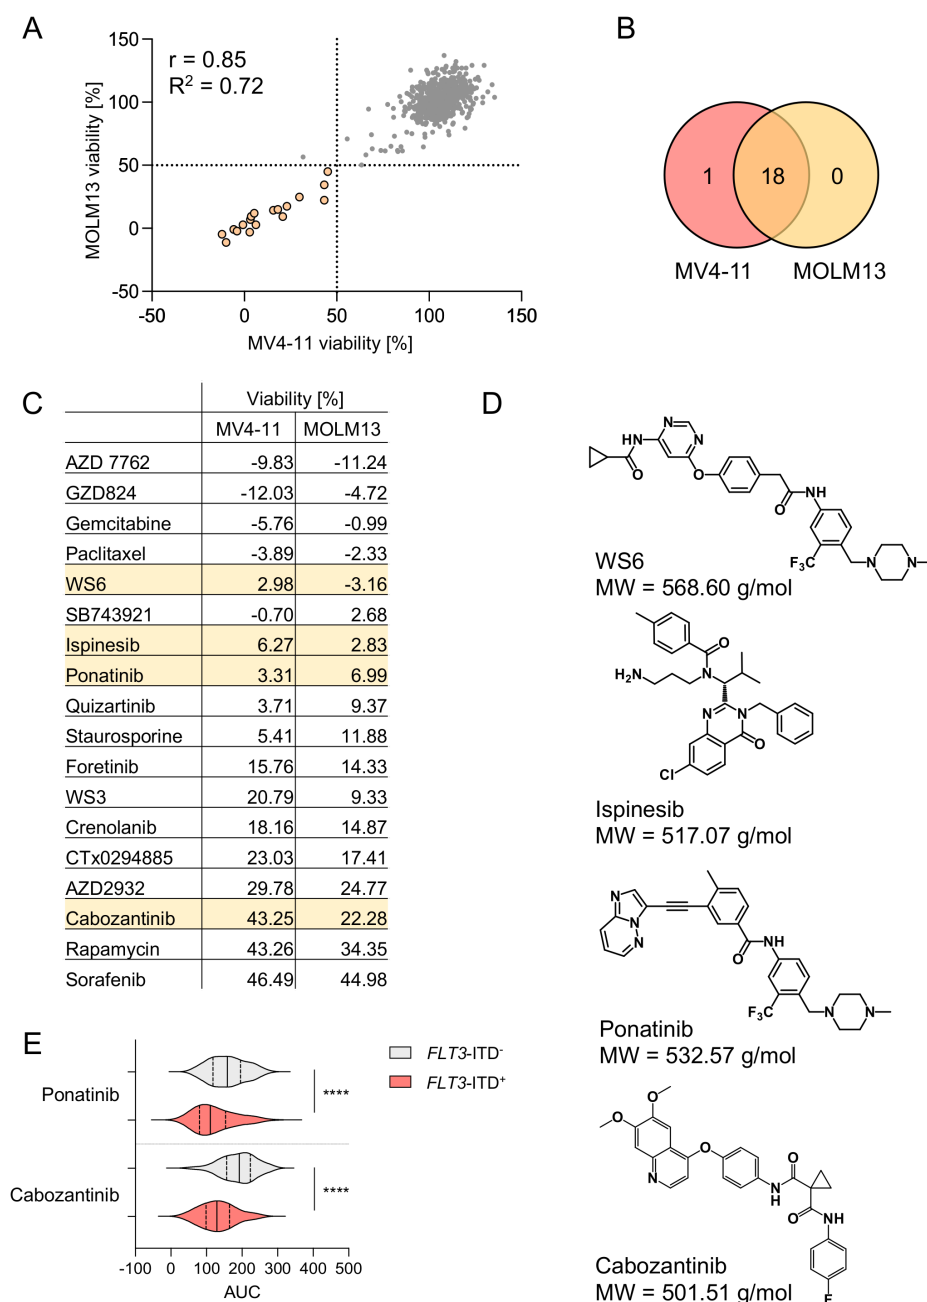 A
150
100
50
0
-50
MOLM13 viability [%]
r = 0.85
R² = 0.72
-50 0 50 100 150
MV4-11 viability [%]
B
1 18 0
MV4-11 MOLM13
C
Viability [%]
MV4-11 MOLM13
AZD 7762 -9.83 -11.24
GZD824 -12.03 -4.72
Gemcitabine -5.76 -0.99
Paclitaxel -3.89 -2.33
WS6 2.98 -3.16
SB743921 -0.70 2.68
Ispinesib 6.27 2.83
Ponatinib 3.31 6.99
Quizartinib 3.71 9.37
Staurosporine 5.41 11.88
Foretinib 15.76 14.33
WS3 20.79 9.33
Crenolanib 18.16 14.87
CTx0294885 23.03 17.41
AZD2932 29.78 24.77
Cabozantinib 43.25 22.28
Rapamycin 43.26 34.35
Sorafenib 46.49 44.98
D
N
HN N
O
O
NH
O
F₃C N N
WS6
MW = 568.60 g/mol
O
H₂N N
N N
O
Cl
Ispinesib
MW = 517.07 g/mol
N
N
N
NH
O
F₃C N N
Ponatinib
MW = 532.57 g/mol
O
O
O O
N N
H
O NH
F
Cabozantinib
MW = 501.51 g/mol
E
Ponatinib
Cabozantinib
****
****
FLT3-ITD⁻
FLT3-ITD⁺
-100 0 100 200 300 400 500
AUC